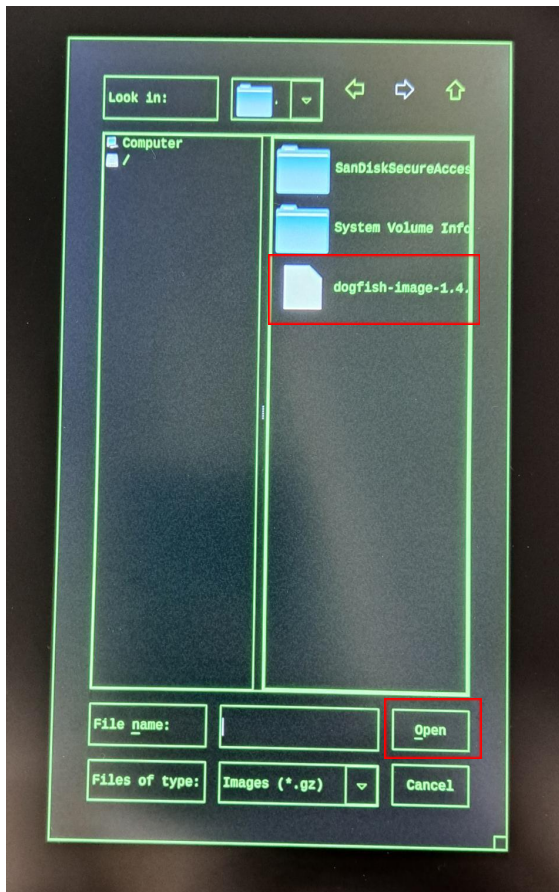 Look in:
.
Computer
/
SanDiskSecureAcces
System Volume Info
dogfish-image-1.4.
File name:
Open
Files of type:
Images (*.gz)
Cancel